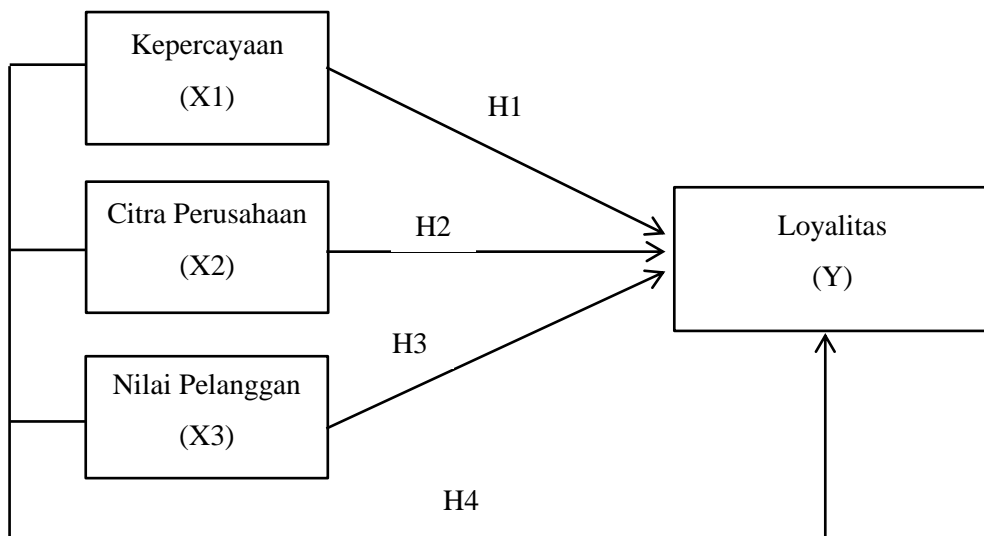 Kepercayaan
(X1)
H1
Citra Perusahaan
(X2)
H2
Loyalitas
(Y)
H3
Nilai Pelanggan
(X3)
H4